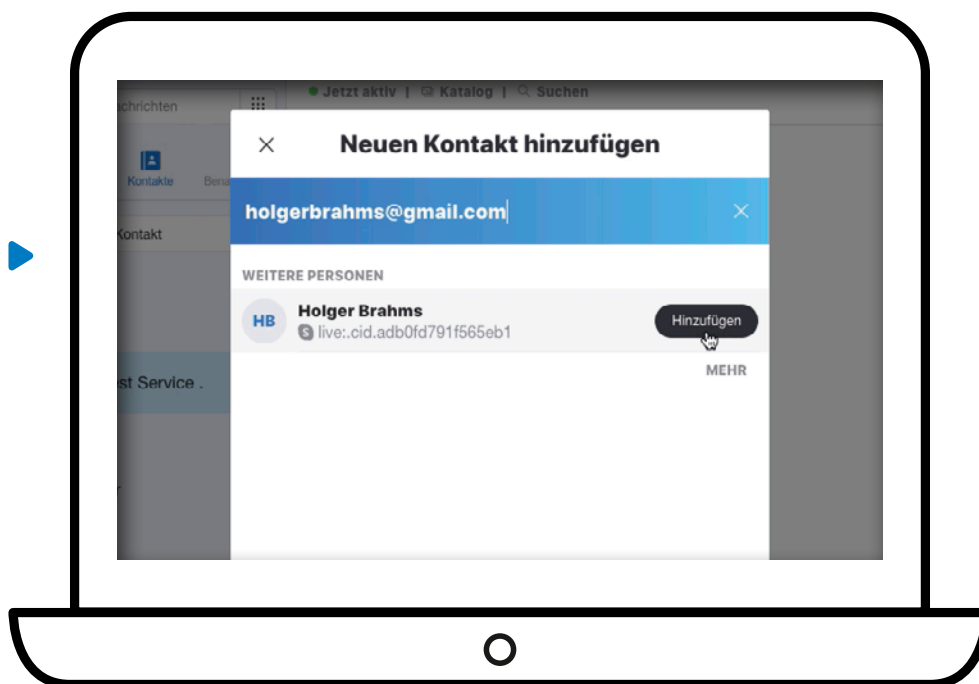 Jetzt aktiv | Katalog | Suchen
chrichten
Neuen Kontakt hinzufügen
Kontakte
holgerbrahms@gmail.com
Kontakt
WEITERE PERSONEN
HB
Holger Brahms
live:.cid.adb0fd791f565eb1
Hinzufügen
MEHR
st Service .